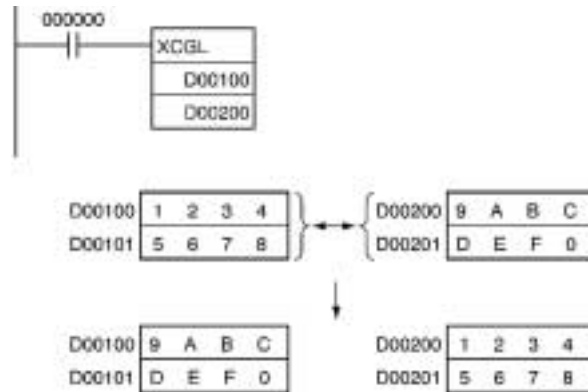 000000
XCGL
D00100
D00200
D00100 1 2 3 4 D00200 9 A B C
D00101 5 6 7 8 D00201 D E F 0
D00100 9 A B C D00200 1 2 3 4
D00101 D E F 0 D00201 5 6 7 8